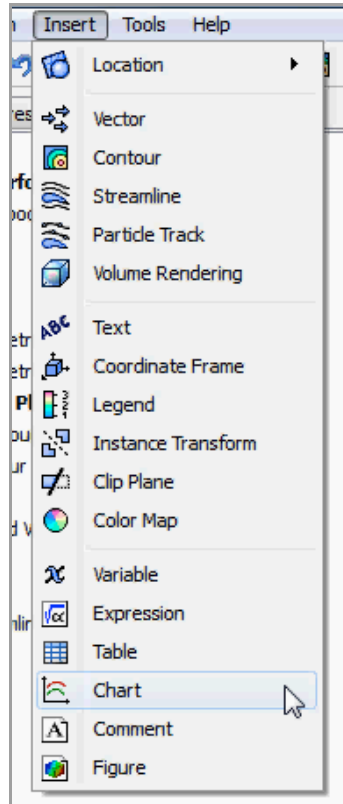 Insert Tools Help
Location
Vector
Contour
Streamline
Particle Track
Volume Rendering
ABC Text
Coordinate Frame
Legend
Instance Transform
Clip Plane
Color Map
Variable
Expression
Table
Chart
Comment
Figure